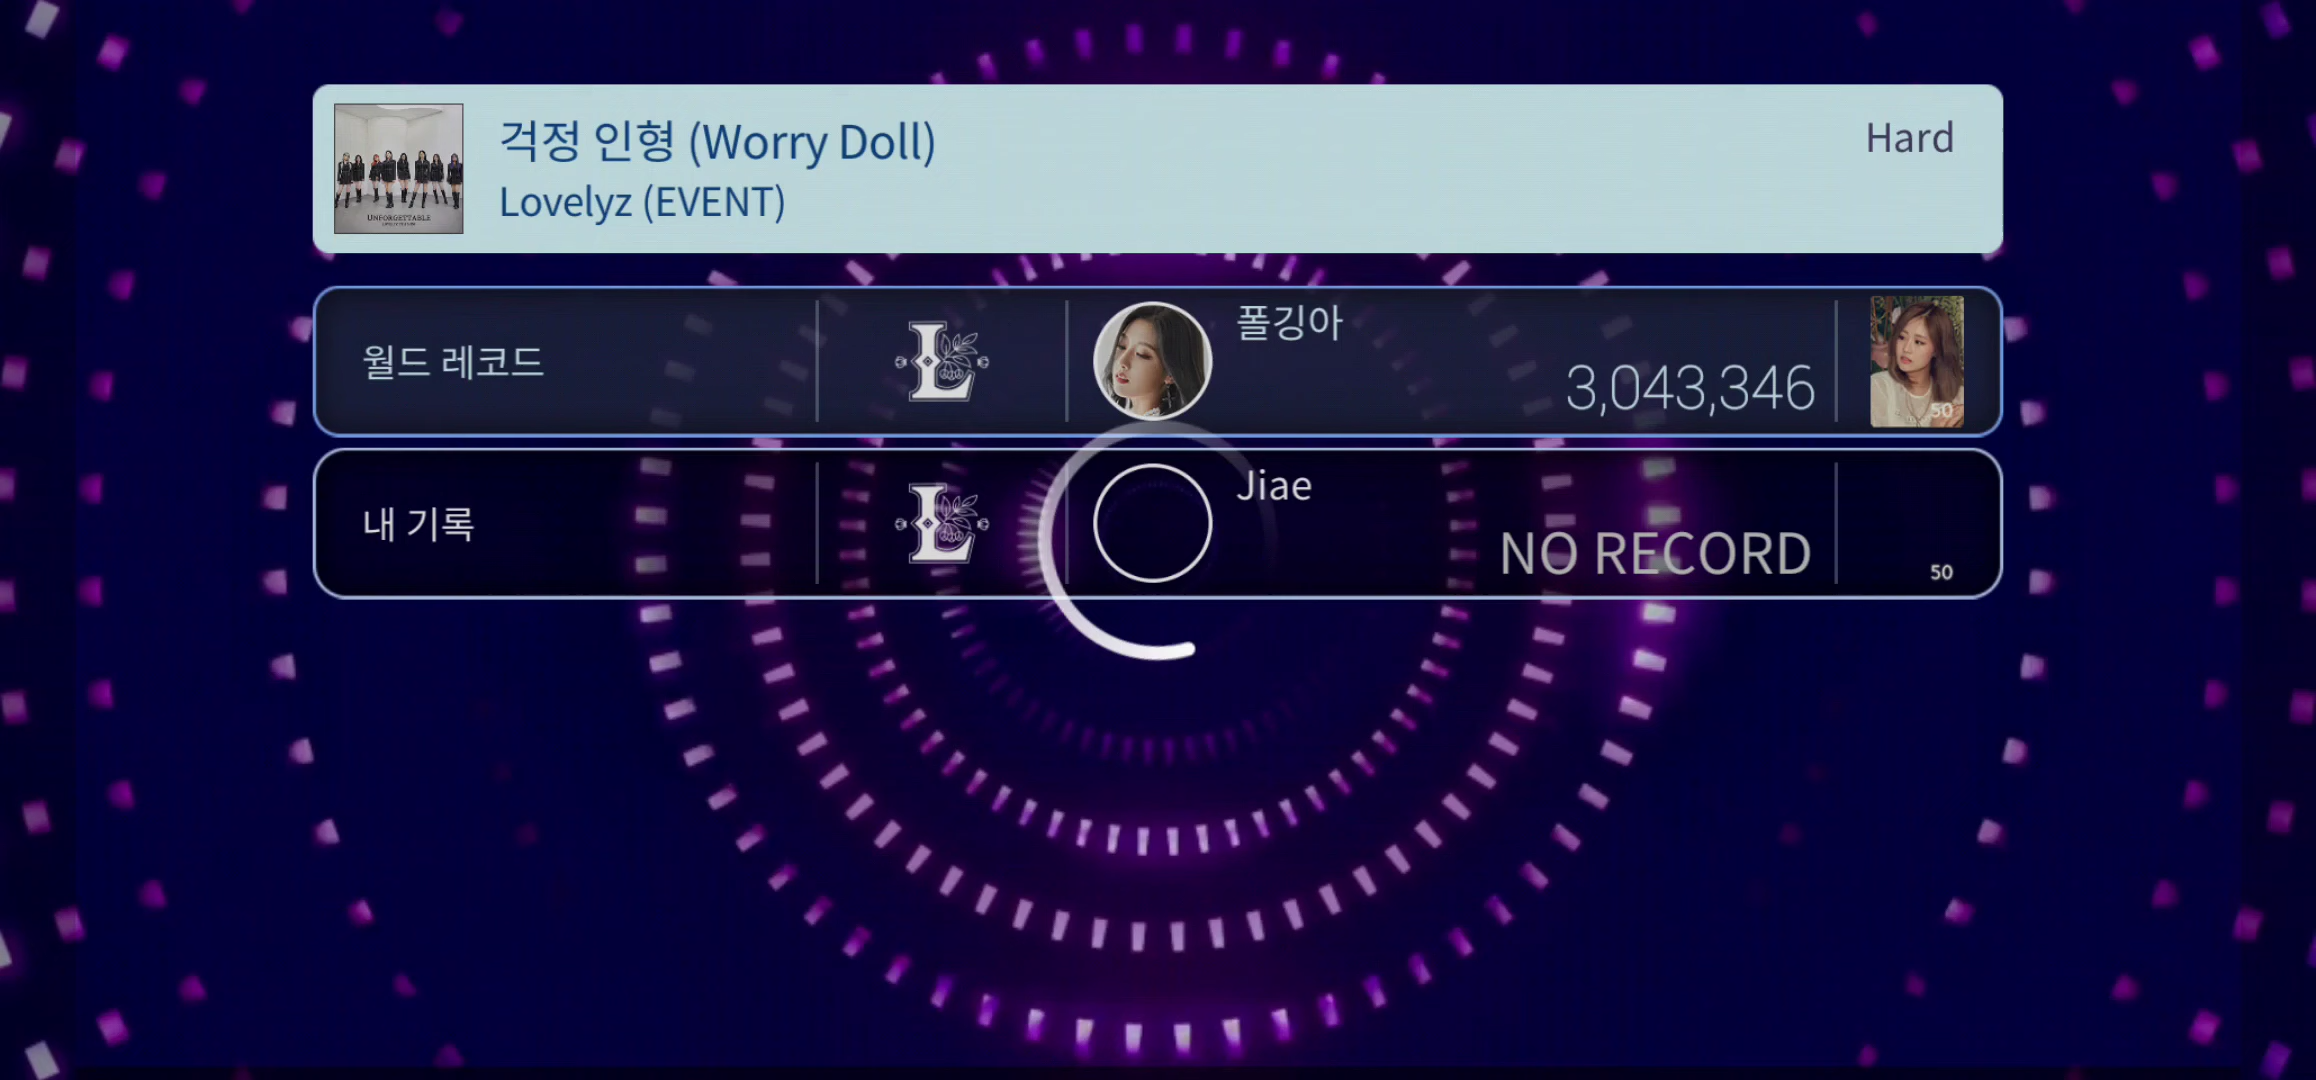 걱정 인형 (Worry Doll)
Hard
Lovelyz (EVENT)
UNFORGETTABLE
월드 레코드
L
폴깅아
3,043,346
50
내 기록
L
Jiae
NO RECORD
50